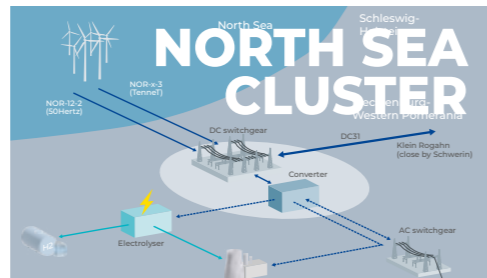 North Sea
Schleswig-
NORTH SEA
CLUSTER
NOR-x-3
(TenneT)
NOR-12-2
(50Hertz)
Western Pomerania
DC switchgear
DC31
Klein Rogahn
(close by Schwerin)
Converter
Electrolyser
AC switchgear
H2